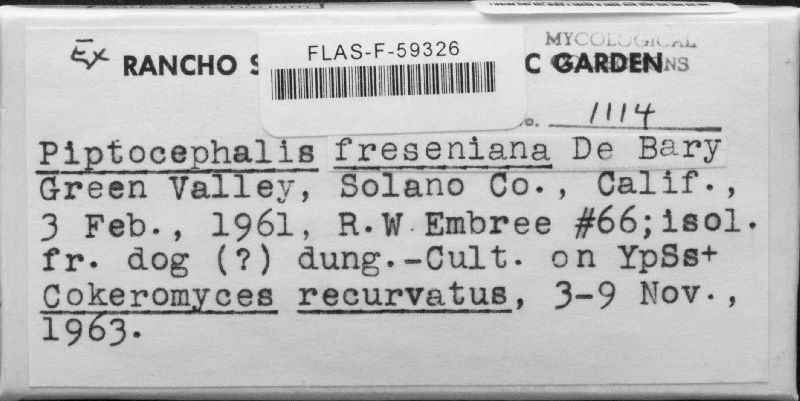 Ex RANCHO S C GARDEN
MYCOLOGICAL
FLAS-F-59326
o. 1114
Piptocephalis freseniana De Bary
Green Valley, Solano Co., Calif.,
3 Feb., 1961, R.W.Embree #66;isol.
fr. dog (?) dung.-Cult. on YpSs+
Cokeromyces recurvatus, 3-9 Nov.,
1963.